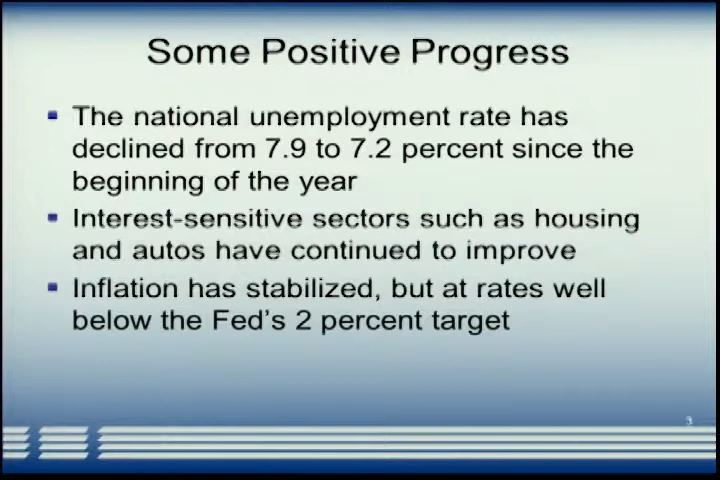 Some Positive Progress
The national unemployment rate has
declined from 7.9 to 7.2 percent since the
beginning of the year
Interest-sensitive sectors such as housing
and autos have continued to improve
Inflation has stabilized, but at rates well
below the Fed's 2 percent target
3